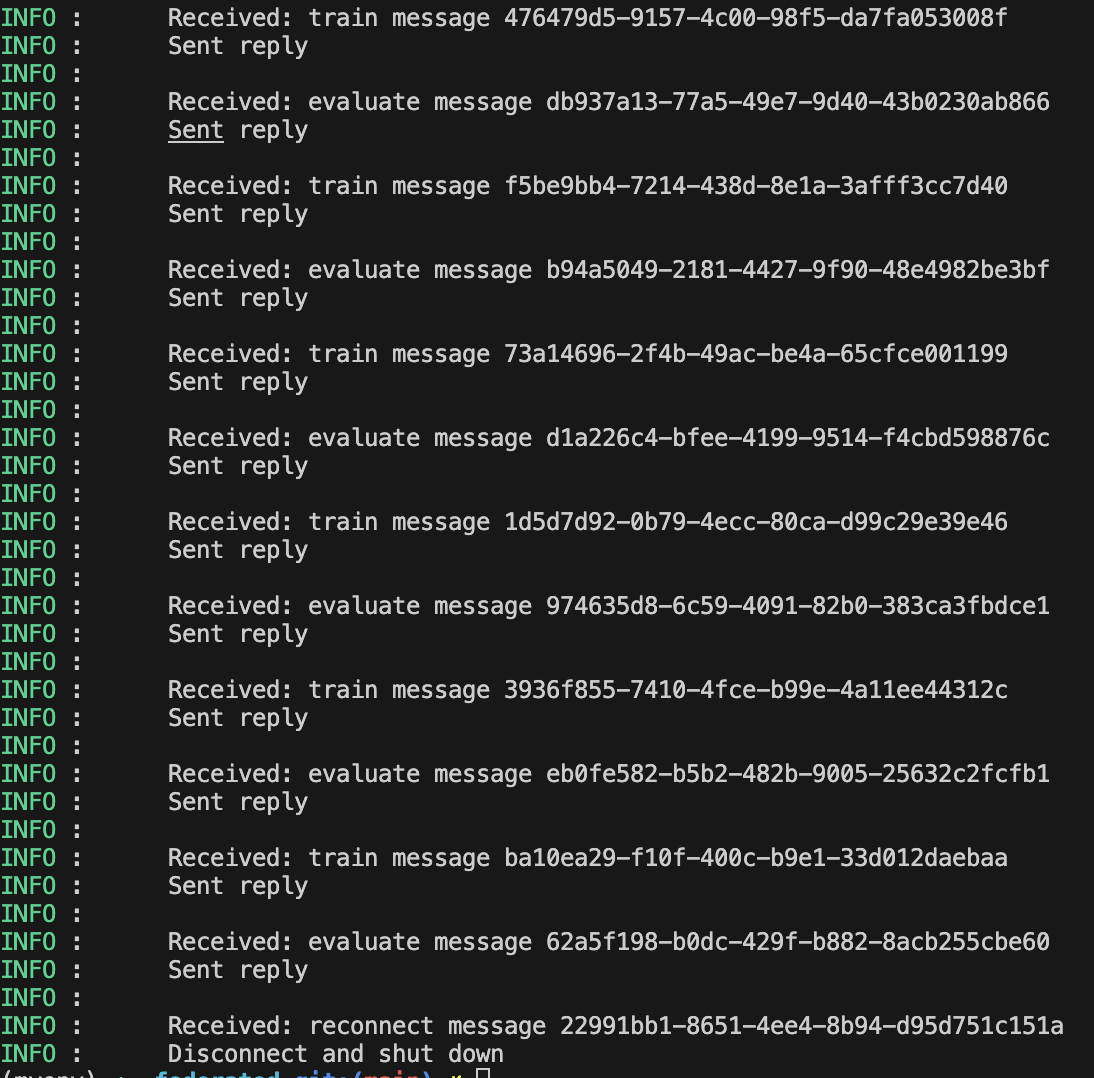 INFO :      Received: train message 476479d5-9157-4c00-98f5-da7fa053008f
INFO :      Sent reply
INFO :
INFO :      Received: evaluate message db937a13-77a5-49e7-9d40-43b0230ab866
INFO :      Sent reply
INFO :
INFO :      Received: train message f5be9bb4-7214-438d-8e1a-3afff3cc7d40
INFO :      Sent reply
INFO :
INFO :      Received: evaluate message b94a5049-2181-4427-9f90-48e4982be3bf
INFO :      Sent reply
INFO :
INFO :      Received: train message 73a14696-2f4b-49ac-be4a-65cfce001199
INFO :      Sent reply
INFO :
INFO :      Received: evaluate message d1a226c4-bfee-4199-9514-f4cbd598876c
INFO :      Sent reply
INFO :
INFO :      Received: train message 1d5d7d92-0b79-4ecc-80ca-d99c29e39e46
INFO :      Sent reply
INFO :
INFO :      Received: evaluate message 974635d8-6c59-4091-82b0-383ca3fbdce1
INFO :      Sent reply
INFO :
INFO :      Received: train message 3936f855-7410-4fce-b99e-4a11ee44312c
INFO :      Sent reply
INFO :
INFO :      Received: evaluate message eb0fe582-b5b2-482b-9005-25632c2fcfb1
INFO :      Sent reply
INFO :
INFO :      Received: train message ba10ea29-f10f-400c-b9e1-33d012daebaa
INFO :      Sent reply
INFO :
INFO :      Received: evaluate message 62a5f198-b0dc-429f-b882-8acb255cbe60
INFO :      Sent reply
INFO :
INFO :      Received: reconnect message 22991bb1-8651-4ee4-8b94-d95d751c151a
INFO :      Disconnect and shut down
federated git:(main)